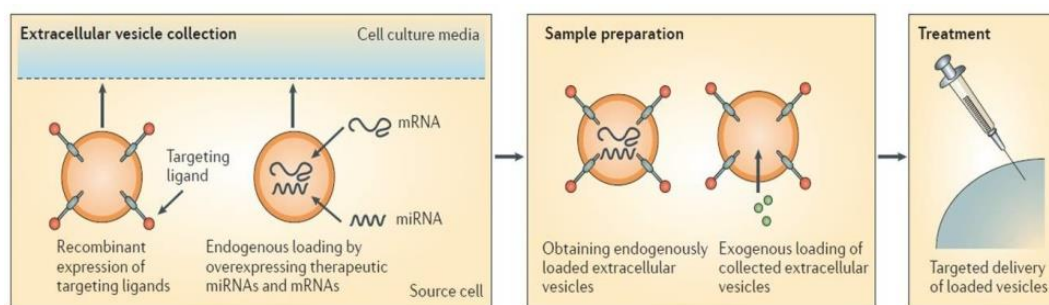 Extracellular vesicle collection
Cell culture media
Targeting
ligand
mRNA
miRNA
Recombinant
expression of
targeting ligands
Endogenous loading by
overexpressing therapeutic
miRNAs and mRNAs
Source cell
Sample preparation
Obtaining endogenously
loaded extracellular
vesicles
Exogenous loading of
collected extracellular
vesicles
Treatment
Targeted delivery
of loaded vesicles